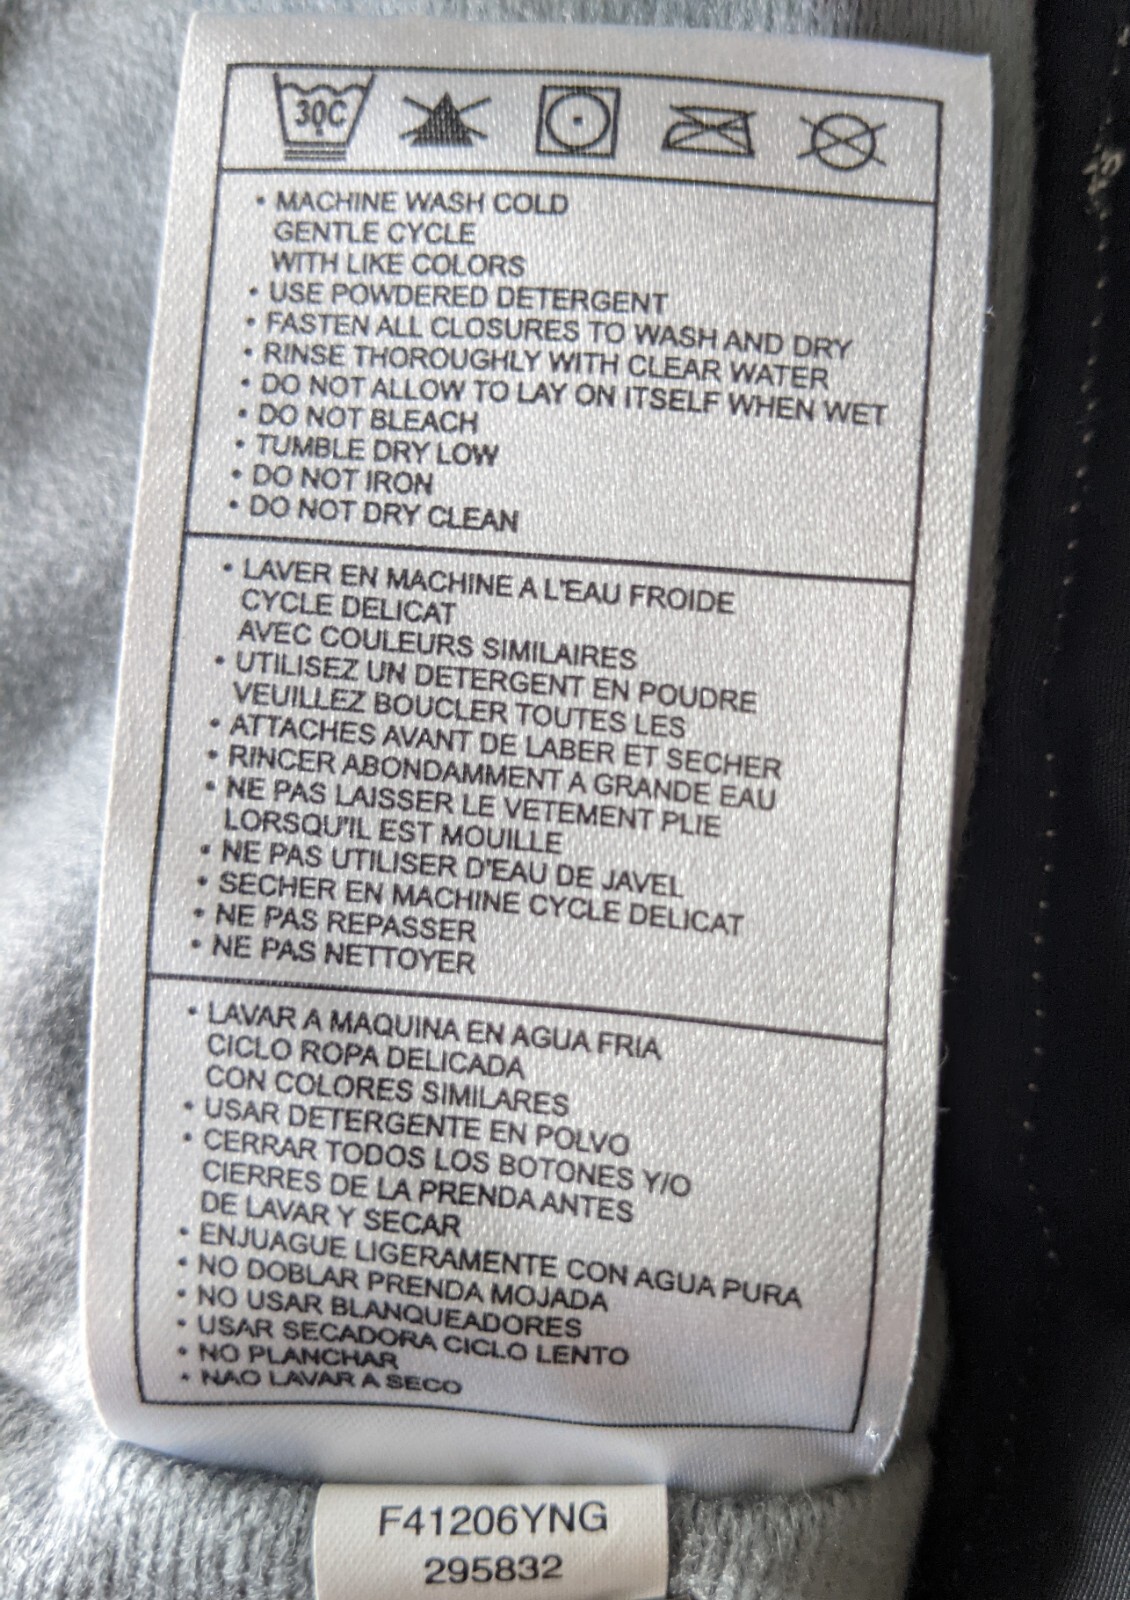 30C
• MACHINE WASH COLD
GENTLE CYCLE
WITH LIKE COLORS
• USE POWDERED DETERGENT
• FASTEN ALL CLOSURES TO WASH AND DRY
• RINSE THOROUGHLY WITH CLEAR WATER
• DO NOT ALLOW TO LAY ON ITSELF WHEN WET
• DO NOT BLEACH
• TUMBLE DRY LOW
• DO NOT IRON
• DO NOT DRY CLEAN
• LAVER EN MACHINE A L'EAU FROIDE
CYCLE DELICAT
AVEC COULEURS SIMILAIRES
• UTILISEZ UN DETERGENT EN POUDRE
VEUILLEZ BOUCLER TOUTES LES
• ATTACHES AVANT DE LABER ET SECHER
• RINCER ABONDAMMENT A GRANDE EAU
• NE PAS LAISSER LE VETEMENT PLIE
LORSQU'IL EST MOUILLE
• NE PAS UTILISER D'EAU DE JAVEL
• SECHER EN MACHINE CYCLE DELICAT
• NE PAS REPASSER
• NE PAS NETTOYER
• LAVAR A MAQUINA EN AGUA FRIA
CICLO ROPA DELICADA
CON COLORES SIMILARES
• USAR DETERGENTE EN POLVO
• CERRAR TODOS LOS BOTONES Y/O
CIERRES DE LA PRENDA ANTES
DE LAVAR Y SECAR
• ENJUAGUE LIGERAMENTE CON AGUA PURA
• NO DOBLAR PRENDA MOJADA
• NO USAR BLANQUEADORES
• USAR SECADORA CICLO LENTO
• NO PLANCHAR
• NAO LAVAR A SECO
F41206YNG
295832